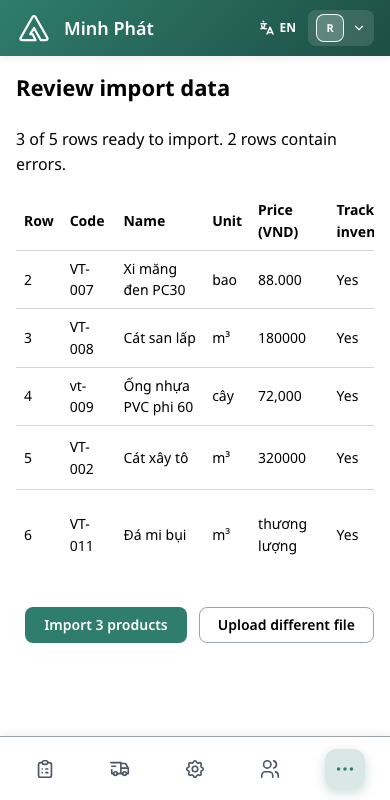 Minh Phát
EN
R
Review import data
3 of 5 rows ready to import. 2 rows contain
errors.
Row Code Name Unit Price (VND) Track inven
2 VT-007 Xi măng đen PC30 bao 88.000 Yes
3 VT-008 Cát san lấp m³ 180000 Yes
4 vt-009 Ống nhựa PVC phi 60 cây 72,000 Yes
5 VT-002 Cát xây tô m³ 320000 Yes
6 VT-011 Đá mi bụi m³ thương lượng Yes
Import 3 products
Upload different file